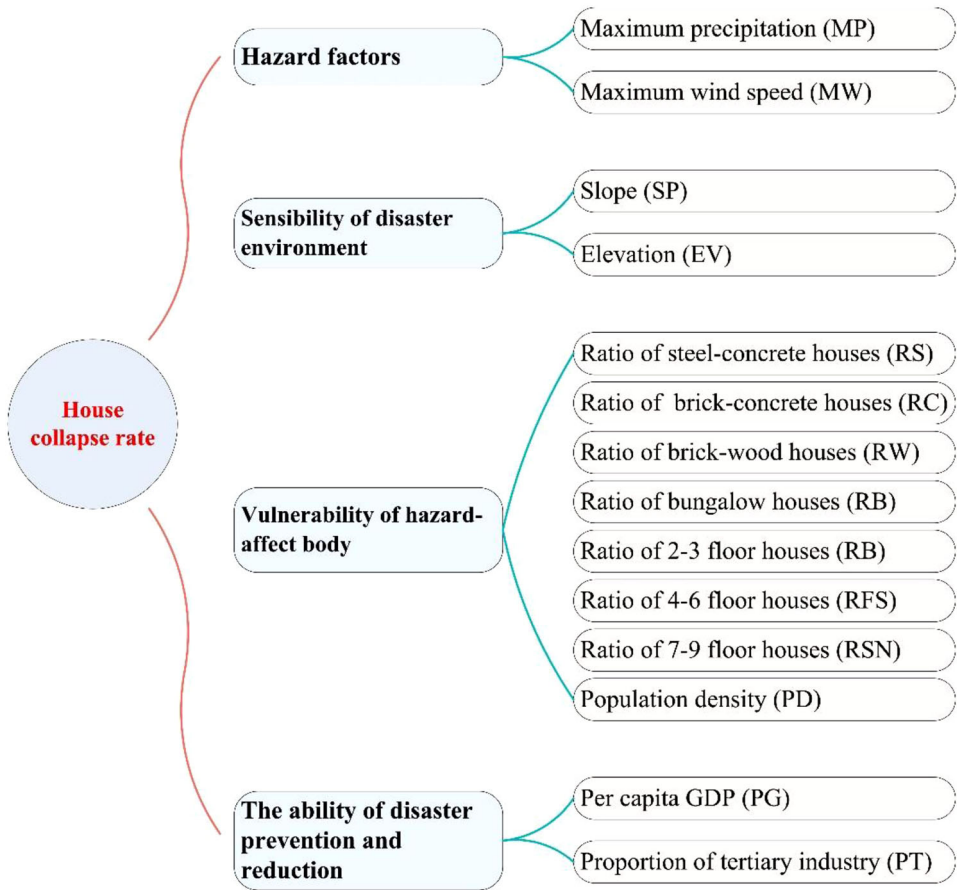 House
collapse rate
Hazard factors
Maximum precipitation (MP)
Maximum wind speed (MW)
Sensibility of disaster
environment
Slope (SP)
Elevation (EV)
Vulnerability of hazard-
affect body
Ratio of steel-concrete houses (RS)
Ratio of brick-concrete houses (RC)
Ratio of brick-wood houses (RW)
Ratio of bungalow houses (RB)
Ratio of 2-3 floor houses (RB)
Ratio of 4-6 floor houses (RFS)
Ratio of 7-9 floor houses (RSN)
Population density (PD)
The ability of disaster
prevention and
reduction
Per capita GDP (PG)
Proportion of tertiary industry (PT)